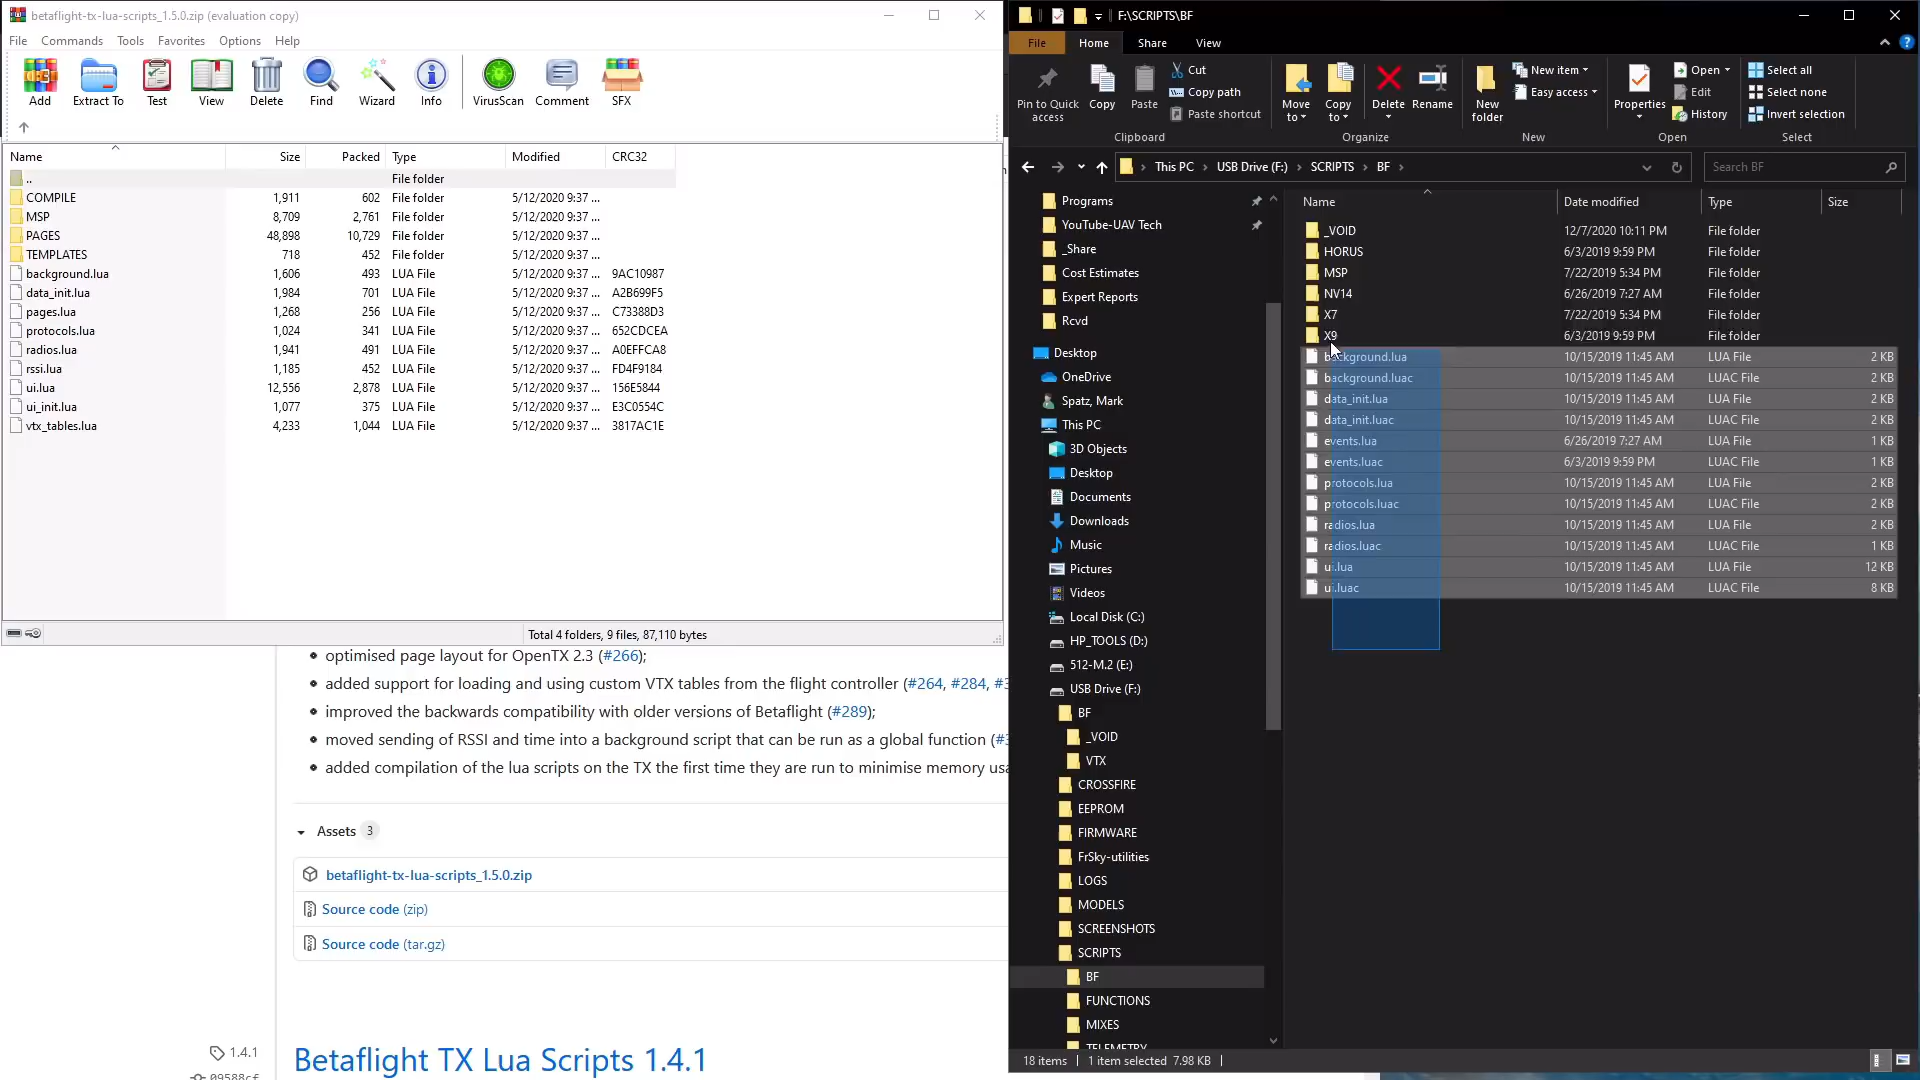 betaflight-tx-lua-scripts_1.5.0.zip (evaluation copy)
File Commands Tools Favorites Options Help
Add Extract To Test View Delete Find Wizard Info VirusScan Comment SFX
Name Size Packed Type Modified CRC32
.. File folder
COMPILE 1,911 602 File folder 5/12/2020 9:37 ...
MSP 8,709 2,761 File folder 5/12/2020 9:37 ...
PAGES 48,898 10,729 File folder 5/12/2020 9:37 ...
TEMPLATES 718 452 File folder 5/12/2020 9:37 ...
background.lua 1,606 493 LUA File 5/12/2020 9:37 ... 9AC10987
data_init.lua 1,984 701 LUA File 5/12/2020 9:37 ... A2B699F5
pages.lua 1,268 256 LUA File 5/12/2020 9:37 ... C73388D3
protocols.lua 1,024 341 LUA File 5/12/2020 9:37 ... 652CDCEA
radios.lua 1,941 491 LUA File 5/12/2020 9:37 ... A0EFFCA8
rssi.lua 1,185 452 LUA File 5/12/2020 9:37 ... FD4F9184
ui.lua 12,556 2,878 LUA File 5/12/2020 9:37 ... 156E5844
ui_init.lua 1,077 375 LUA File 5/12/2020 9:37 ... E3C0554C
vtx_tables.lua 4,233 1,044 LUA File 5/12/2020 9:37 ... 3817AC1E
Total 4 folders, 9 files, 87,110 bytes
• optimised page layout for OpenTX 2.3 (#266);
• added support for loading and using custom VTX tables from the flight controller (#264, #284, #3
• improved the backwards compatibility with older versions of Betaflight (#289);
• moved sending of RSSI and time into a background script that can be run as a global function (#3
• added compilation of the lua scripts on the TX the first time they are run to minimise memory usa
Assets 3
betaflight-tx-lua-scripts_1.5.0.zip
Source code (zip)
Source code (tar.gz)
1.4.1
09588cf
Betaflight TX Lua Scripts 1.4.1
F:\SCRIPTS\BF
File Home Share View
Pin to Quick access
Copy
Paste
Cut
Copy path
Paste shortcut
Clipboard
Move to
Copy to
Delete
Rename
Organize
New folder
New item
Easy access
New
Properties
Open
Edit
History
Open
Select all
Select none
Invert selection
Select
This PC > USB Drive (F:) > SCRIPTS > BF >
Search BF
Programs
YouTube-UAV Tech
_Share
Cost Estimates
Expert Reports
Rcvd
Desktop
OneDrive
Spatz, Mark
This PC
3D Objects
Desktop
Documents
Downloads
Music
Pictures
Videos
Local Disk (C:)
HP_TOOLS (D:)
512-M.2 (E:)
USB Drive (F:)
BF
_VOID
VTX
CROSSFIRE
EEPROM
FIRMWARE
FrSky-utilities
LOGS
MODELS
SCREENSHOTS
SCRIPTS
BF
FUNCTIONS
MIXES
TELEMETRY
Name Date modified Type Size
_VOID 12/7/2020 10:11 PM File folder
HORUS 6/3/2019 9:59 PM File folder
MSP 7/22/2019 5:34 PM File folder
NV14 6/26/2019 7:27 AM File folder
X7 7/22/2019 5:34 PM File folder
X9 6/3/2019 9:59 PM File folder
background.lua 10/15/2019 11:45 AM LUA File 2 KB
background.luac 10/15/2019 11:45 AM LUAC File 2 KB
data_init.lua 10/15/2019 11:45 AM LUA File 2 KB
data_init.luac 10/15/2019 11:45 AM LUAC File 2 KB
events.lua 6/26/2019 7:27 AM LUA File 1 KB
events.luac 6/3/2019 9:59 PM LUAC File 1 KB
protocols.lua 10/15/2019 11:45 AM LUA File 2 KB
protocols.luac 10/15/2019 11:45 AM LUAC File 2 KB
radios.lua 10/15/2019 11:45 AM LUA File 2 KB
radios.luac 10/15/2019 11:45 AM LUAC File 1 KB
ui.lua 10/15/2019 11:45 AM LUA File 12 KB
ui.luac 10/15/2019 11:45 AM LUAC File 8 KB
18 items 1 item selected 7.98 KB